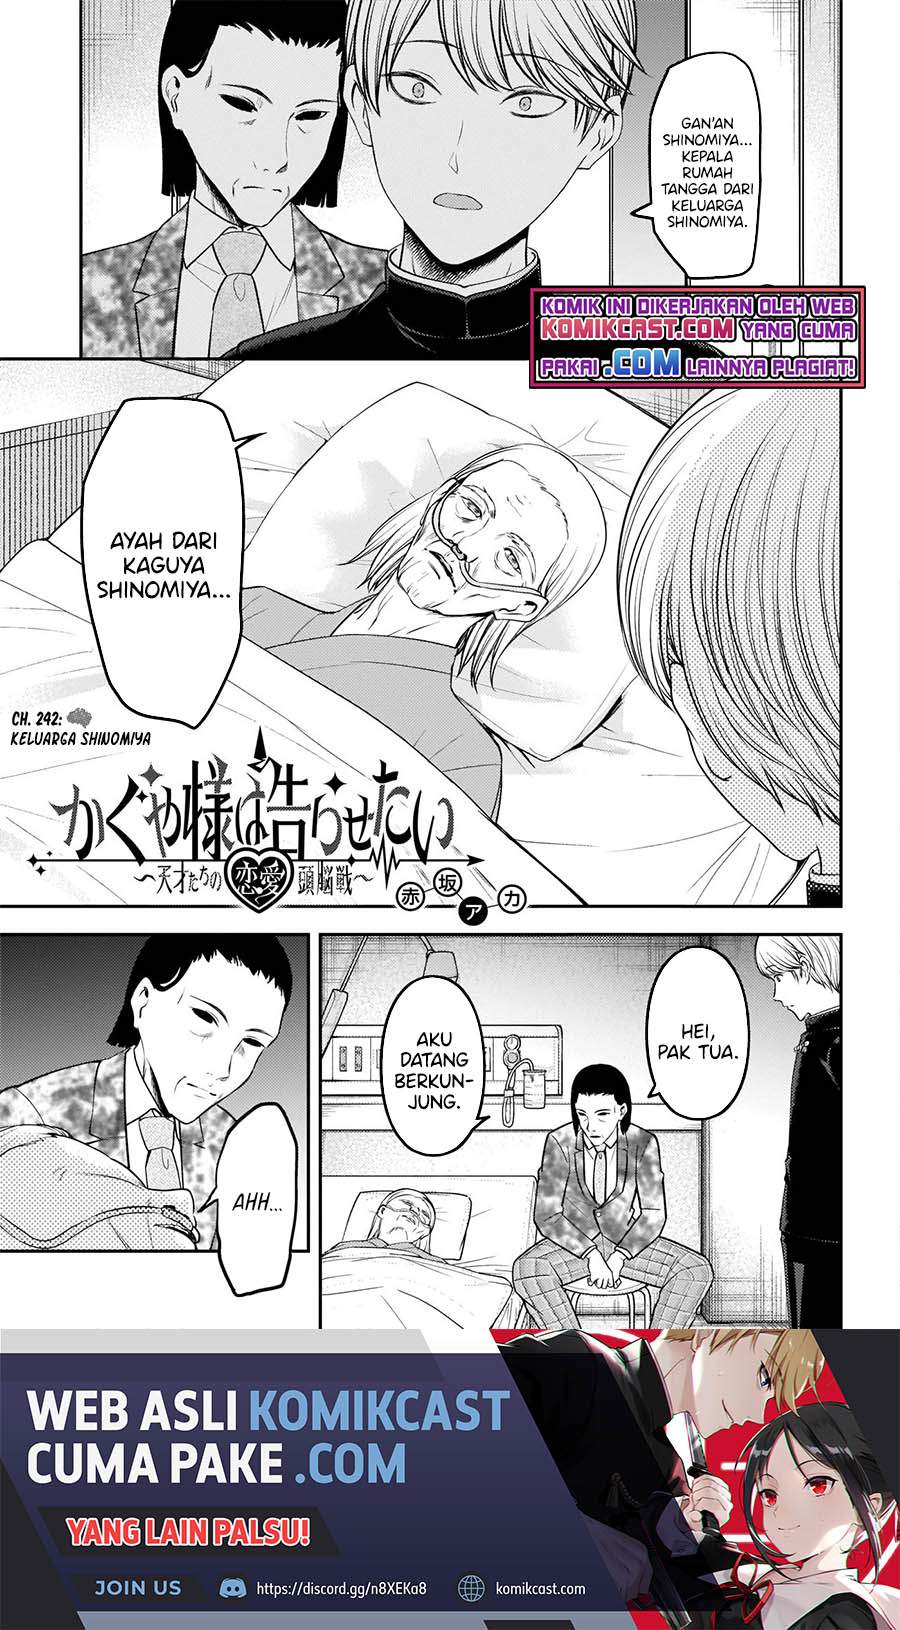 GAN'AN
SHINOMIYA...
KEPALA
RUMAH
TANGGA DARI
KELUARGA
SHINOMIYA.
KOMIK INI DIKERJAKAN OLEH WEB
KOMIKCAST.COM YANG CUMA
PAKAI .COM LAINNYA PLAGIAT!
AYAH DARI
KAGUYA
SHINOMIYA...
CH. 242:
KELUARGA SHINOMIYA
かぐや様は告らせたい
~天才たちの恋愛頭脳戦~
赤坂アカ
HEI,
PAK TUA.
AKU
DATANG
BERKUN-
JUNG.
AHH...
WEB ASLI KOMIKCAST
CUMA PAKE .COM
YANG LAIN PALSU!
JOIN US https://discord.gg/n8XEKa8 komikcast.com